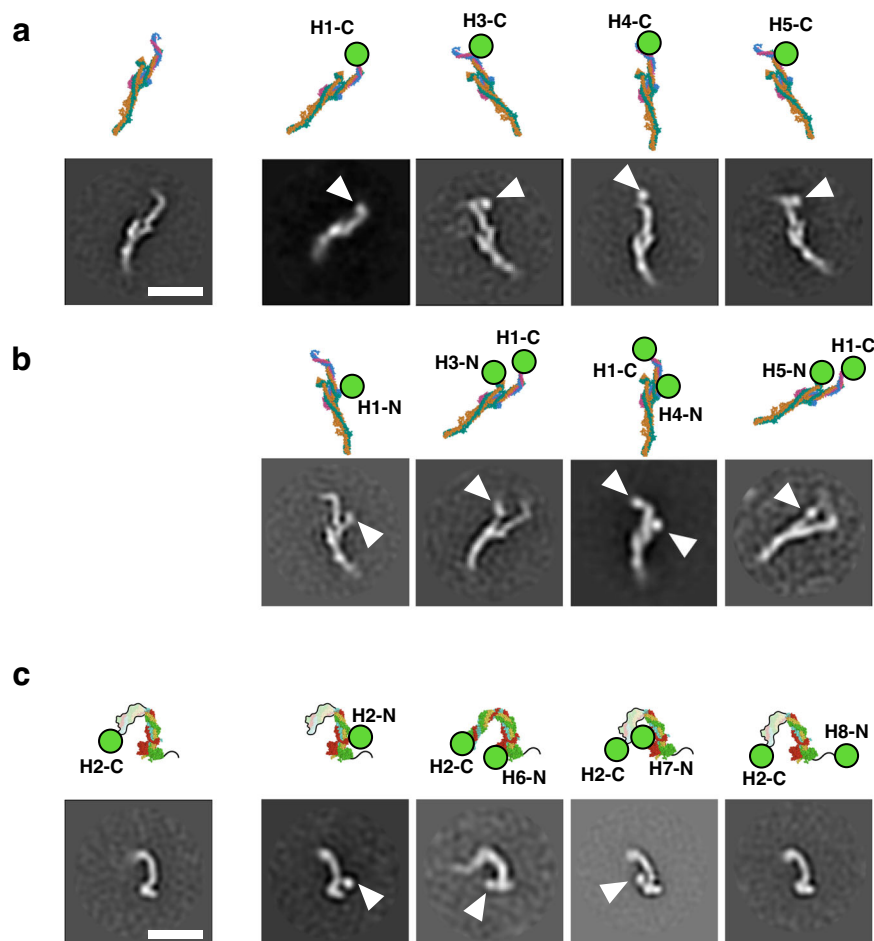 a
H1-C
H3-C
H4-C
H5-C
b
H1-N
H3-N
H1-C
H1-C
H4-N
H5-N
H1-C
c
H2-C
H2-N
H2-C
H6-N
H2-C
H7-N
H2-C
H8-N